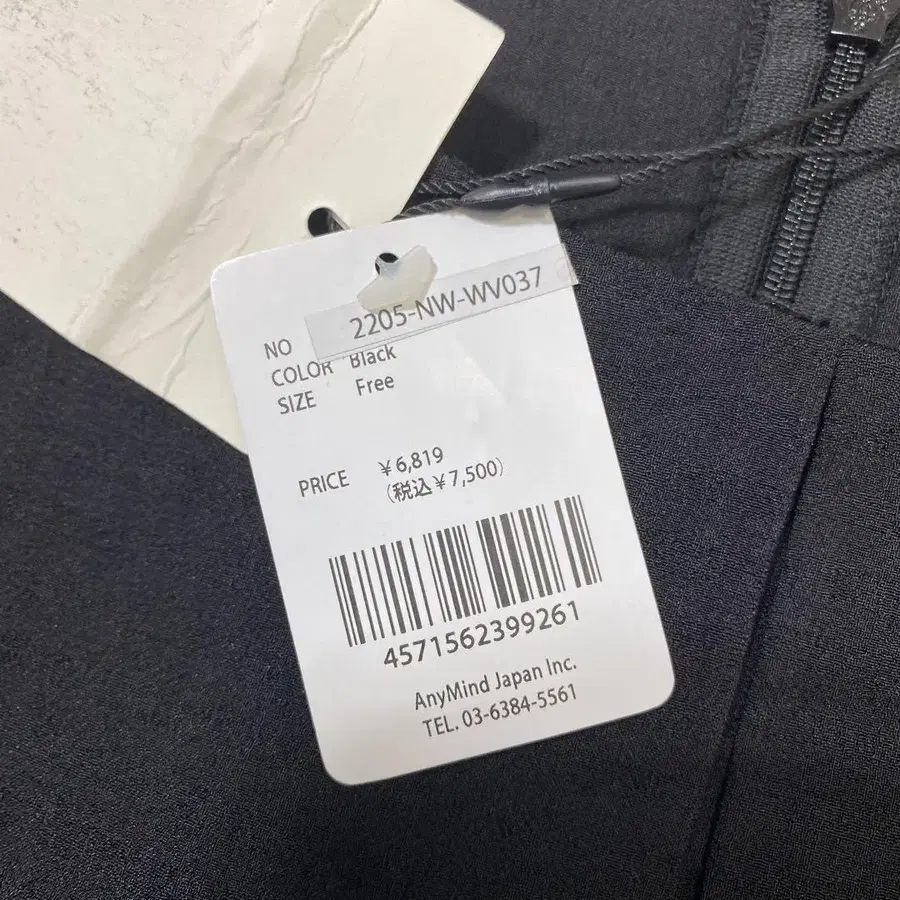 NO 2205-NW-WV037
COLOR Black
SIZE Free
PRICE ¥6,819
(税込¥7,500)
4571562399261
AnyMind Japan Inc.
TEL. 03-6384-5561